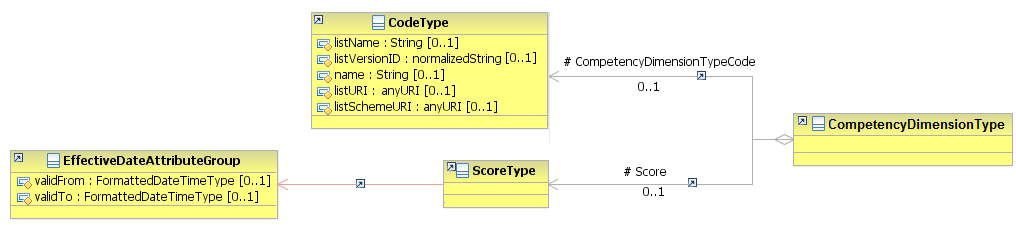 CodeType
listName : String [0..1]
listVersionID : normalizedString [0..1]
name : String [0..1]
listURI : anyURI [0..1]
listSchemeURI : anyURI [0..1]
# CompetencyDimensionTypeCode
0..1
CompetencyDimensionType
EffectiveDateAttributeGroup
validFrom : FormattedDateTimeType [0..1]
validTo : FormattedDateTimeType [0..1]
ScoreType
# Score
0..1